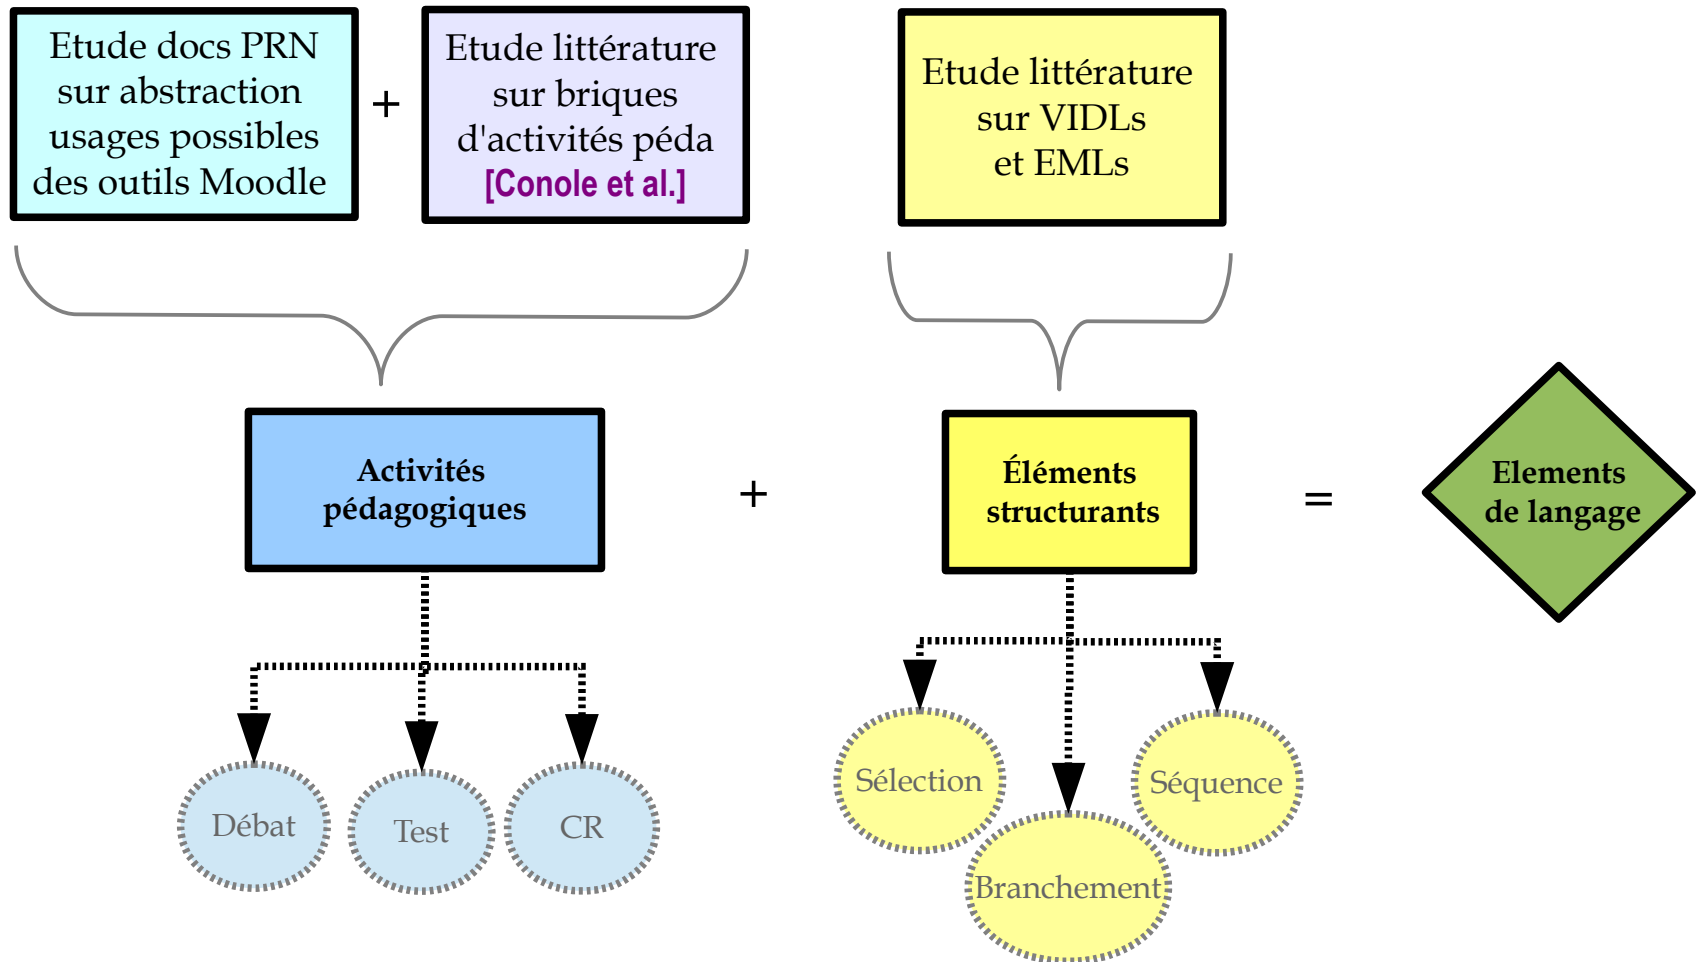 Etude docs PRN
sur abstraction
usages possibles
des outils Moodle
+
Etude littérature
sur briques
d'activités péda
[Conole et al.]
Etude littérature
sur VIDLs
et EMLs
Activités
pédagogiques
+
Éléments
structurants
=
Elements
de langage
Débat
Test
CR
Sélection
Branchement
Séquence